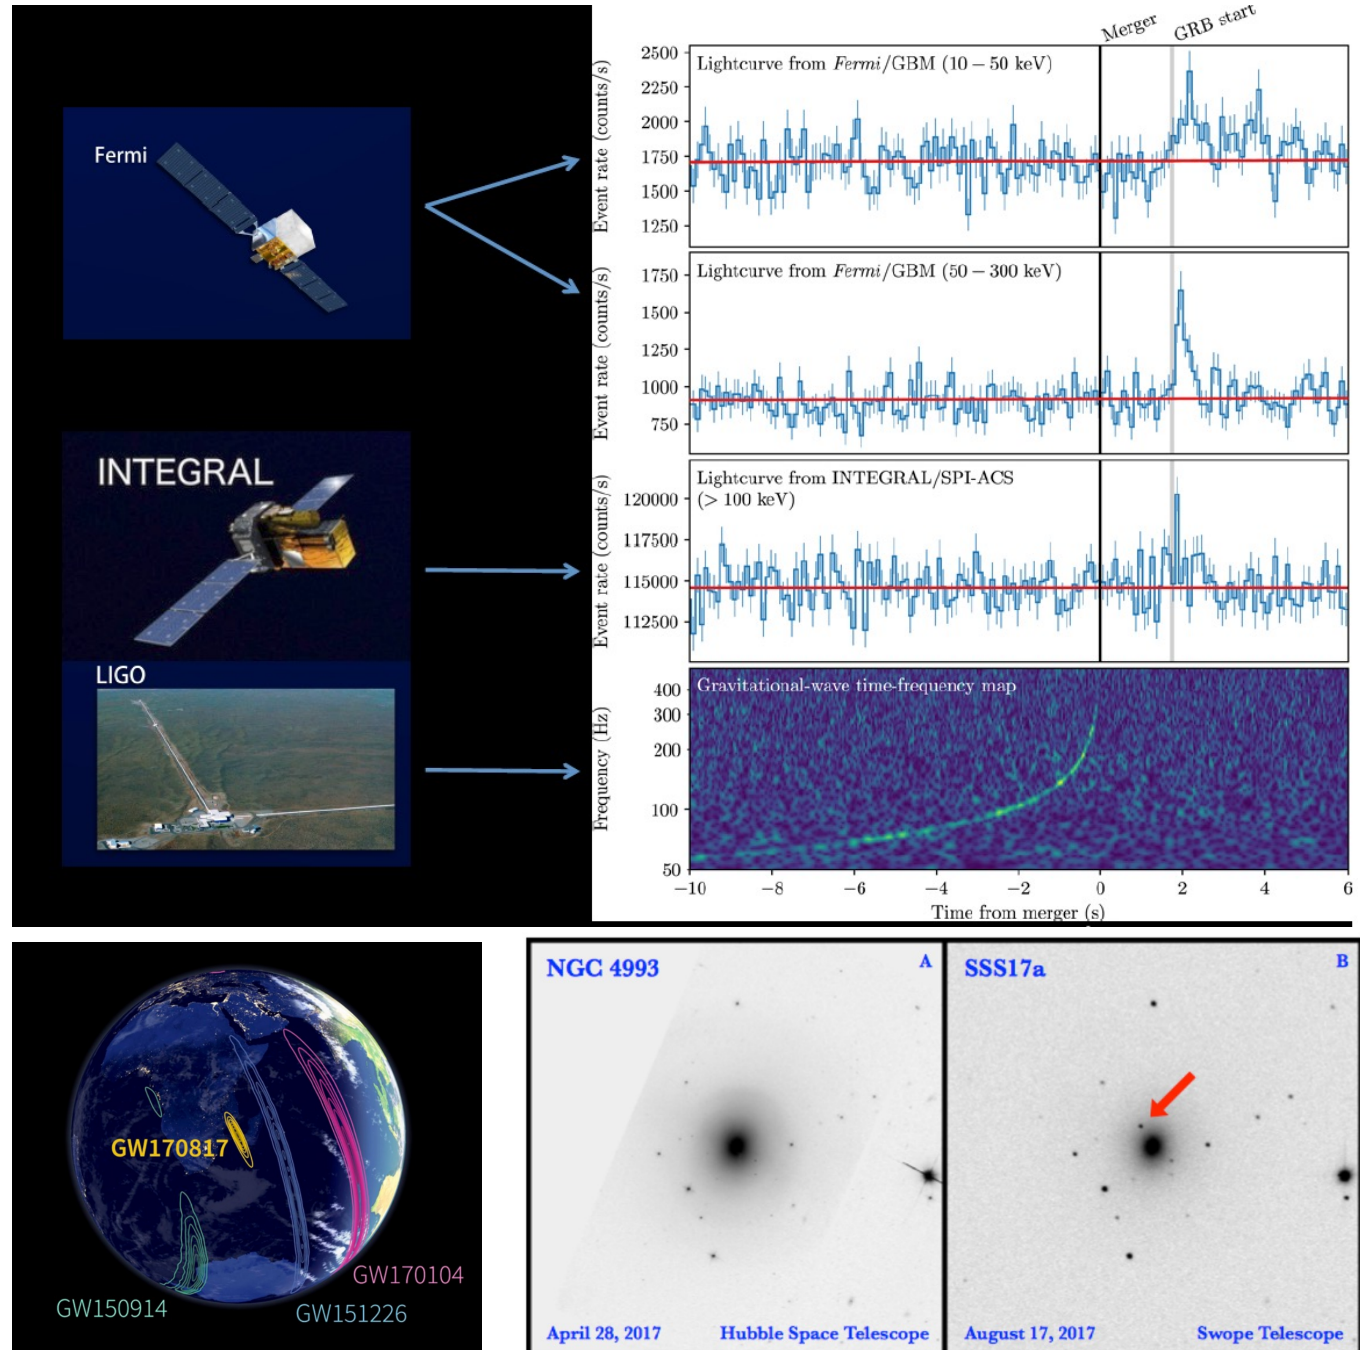 Fermi
INTEGRAL
LIGO
Merger
GRB start
Lightcurve from Fermi/GBM (10 − 50 keV)
Event rate (counts/s)
2500
2250
2000
1750
1500
1250
Lightcurve from Fermi/GBM (50 − 300 keV)
Event rate (counts/s)
1750
1500
1250
1000
750
Lightcurve from INTEGRAL/SPI-ACS
(> 100 keV)
Event rate (counts/s)
120000
117500
115000
112500
Gravitational-wave time-frequency map
Frequency (Hz)
400
300
200
100
50
−10 −8 −6 −4 −2 0 2 4 6
Time from merger (s)
GW170817
GW170104
GW150914
GW151226
NGC 4993
A
April 28, 2017
Hubble Space Telescope
SSS17a
B
August 17, 2017
Swope Telescope